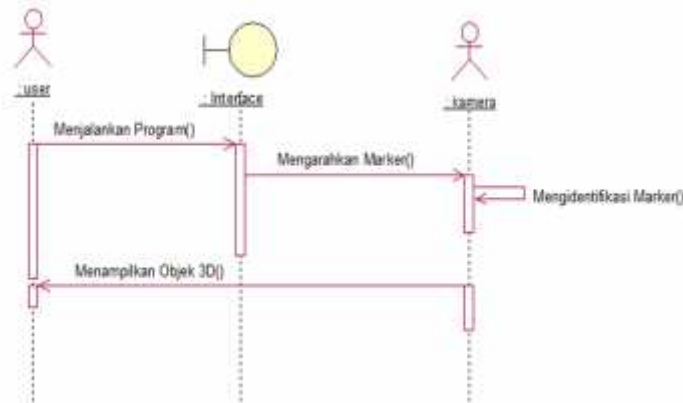 : user
: Interface
: kamera
Menjalankan Program()
Mengarahkan Marker()
Mengidentifikasi Marker()
Menampilkan Objek 3D()